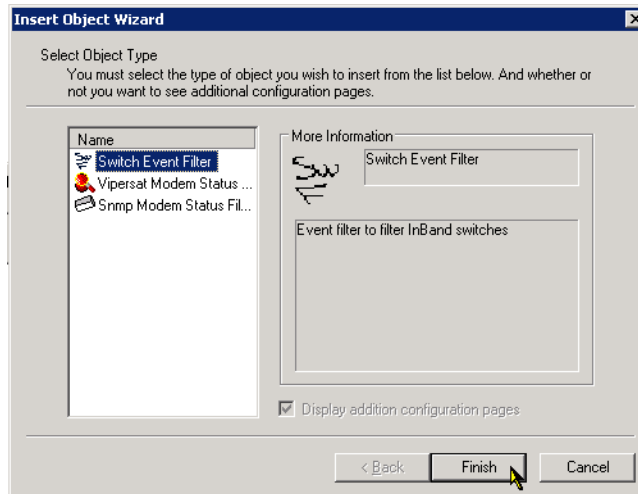 Insert Object Wizard
Select Object Type
You must select the type of object you wish to insert from the list below. And whether or
not you want to see additional configuration pages.
Name
Switch Event Filter
Vipersat Modem Status ...
Snmp Modem Status Fil...
More Information
Sw
Switch Event Filter
Event filter to filter InBand switches
Display addition configuration pages
< Back
Finish
Cancel